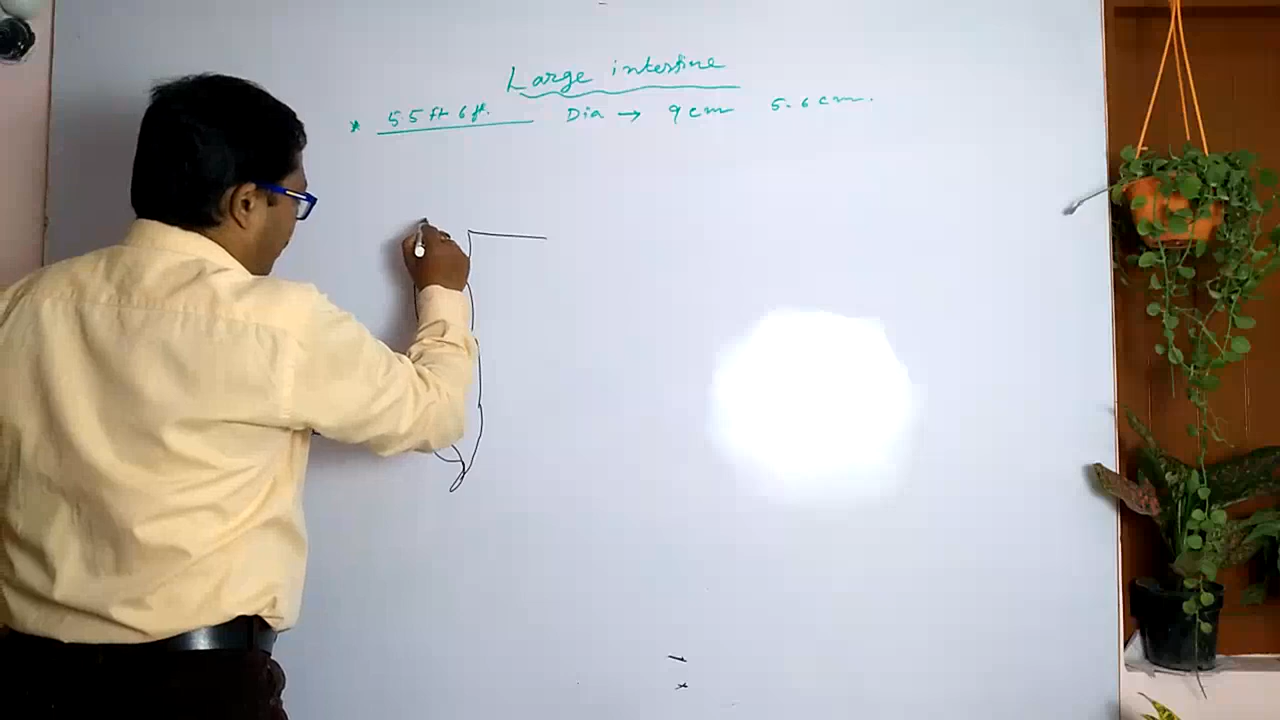 Large intestine
* 5.5 ft 6 ft. Dia → 9 cm 5.6 cm.